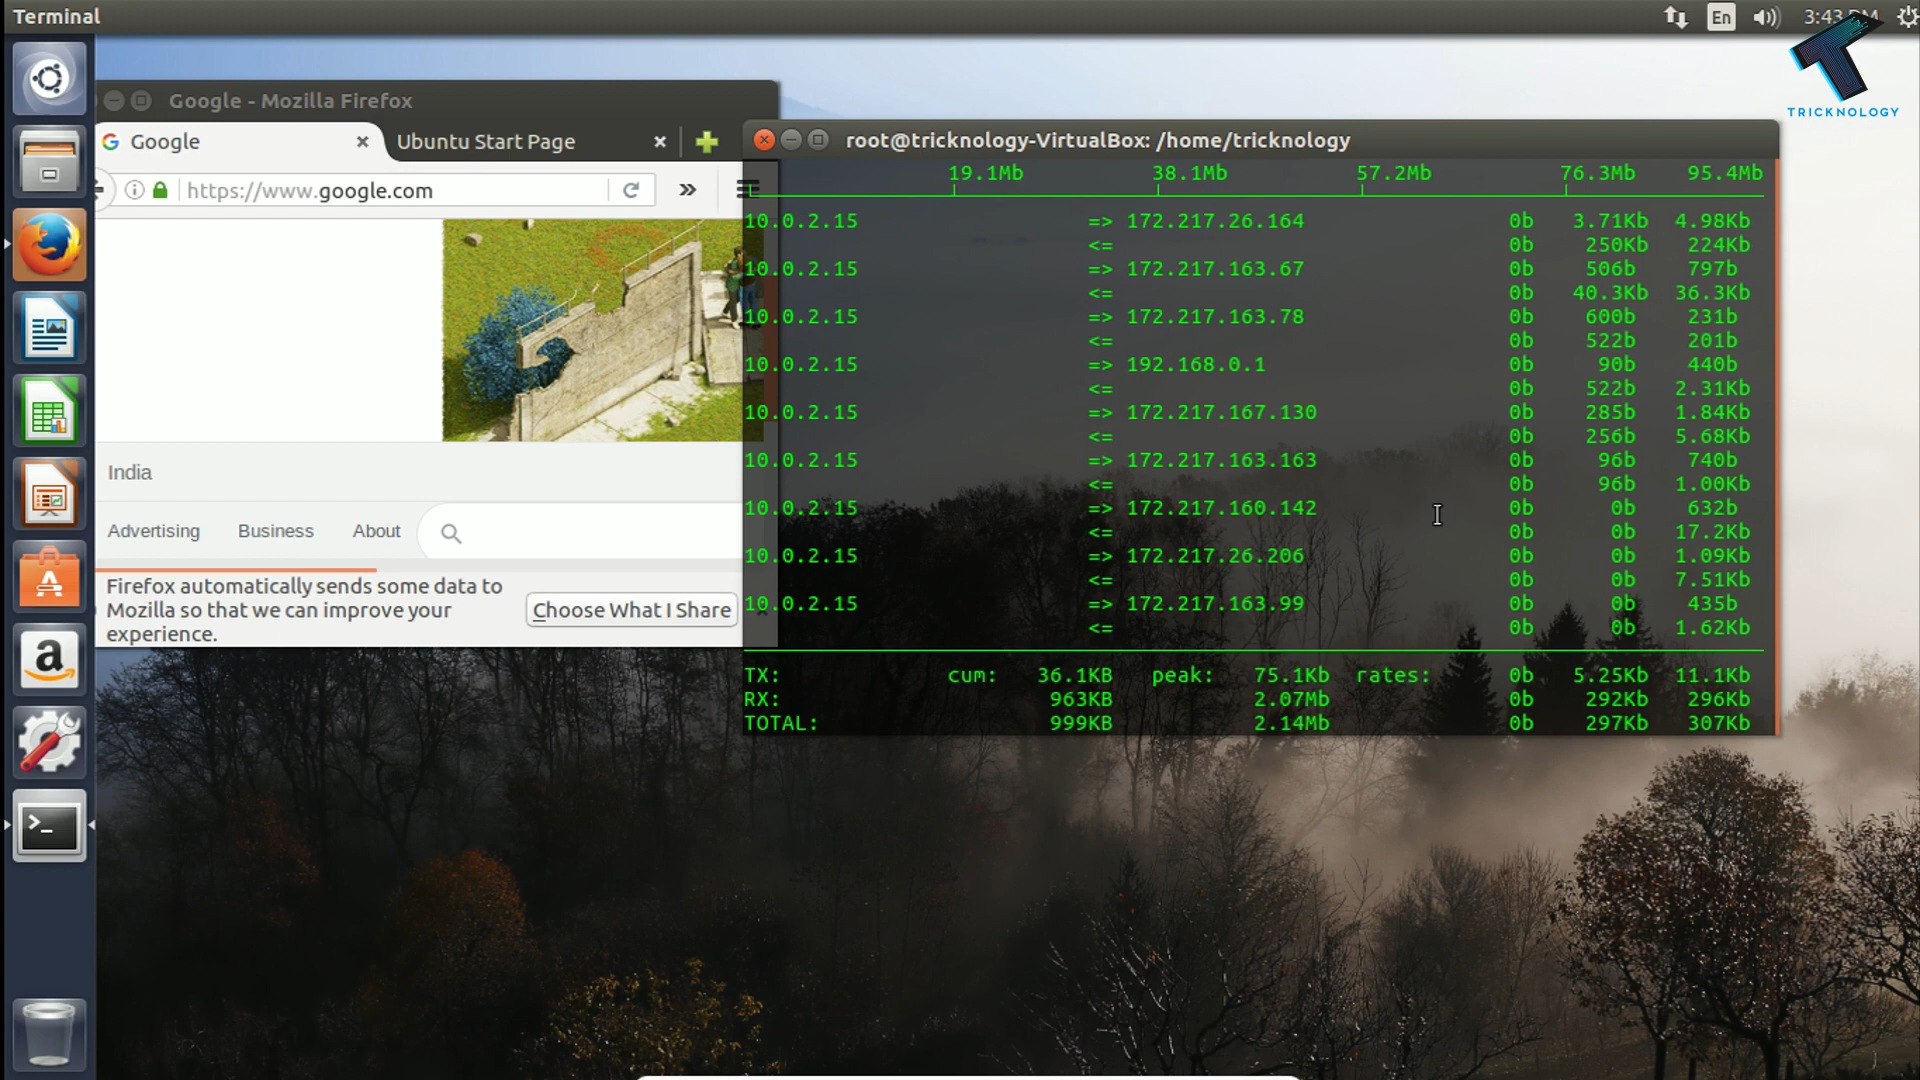 Terminal
En
3:43 PM
TRICKNOLOGY
Google - Mozilla Firefox
Google
Ubuntu Start Page
https://www.google.com
India
Advertising Business About
Firefox automatically sends some data to
Mozilla so that we can improve your
experience.
Choose What I Share
root@tricknology-VirtualBox: /home/tricknology
19.1Mb 38.1Mb 57.2Mb 76.3Mb 95.4Mb
10.0.2.15 => 172.217.26.164 0b 3.71Kb 4.98Kb
<= 0b 250Kb 224Kb
10.0.2.15 => 172.217.163.67 0b 506b 797b
<= 0b 40.3Kb 36.3Kb
10.0.2.15 => 172.217.163.78 0b 600b 231b
<= 0b 522b 201b
10.0.2.15 => 192.168.0.1 0b 90b 440b
<= 0b 522b 2.31Kb
10.0.2.15 => 172.217.167.130 0b 285b 1.84Kb
<= 0b 256b 5.68Kb
10.0.2.15 => 172.217.163.163 0b 96b 740b
<= 0b 96b 1.00Kb
10.0.2.15 => 172.217.160.142 0b 0b 632b
<= 0b 0b 17.2Kb
10.0.2.15 => 172.217.26.206 0b 0b 1.09Kb
<= 0b 0b 7.51Kb
10.0.2.15 => 172.217.163.99 0b 0b 435b
<= 0b 0b 1.62Kb
TX: cum: 36.1KB peak: 75.1Kb rates: 0b 5.25Kb 11.1Kb
RX: 963KB 2.07Mb 0b 292Kb 296Kb
TOTAL: 999KB 2.14Mb 0b 297Kb 307Kb